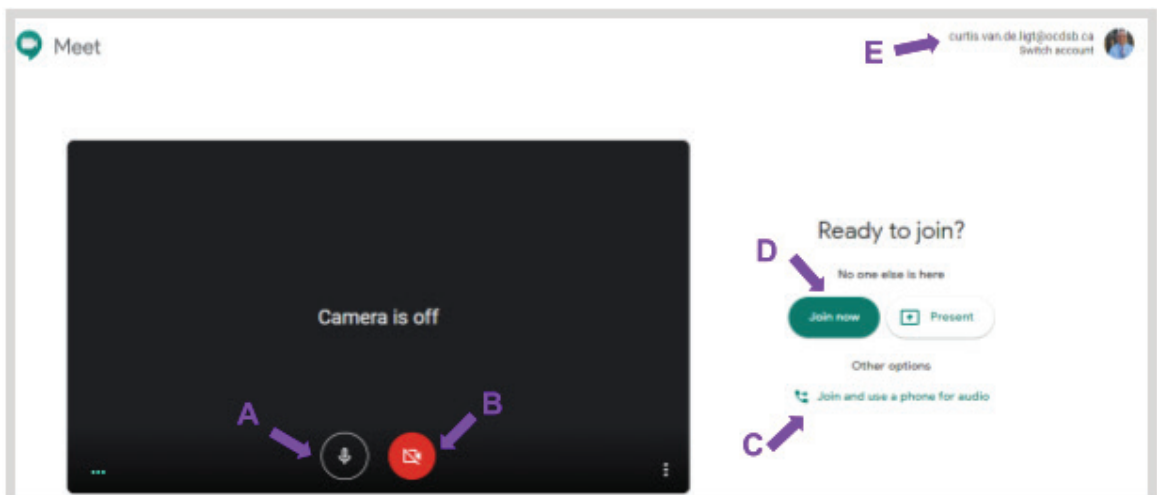 Meet
E
curtis.van.de.ligt@ocdsb.ca
Switch account
Ready to join?
D
No one else is here
Join now
Present
Camera is off
Other options
Join and use a phone for audio
A
B
C